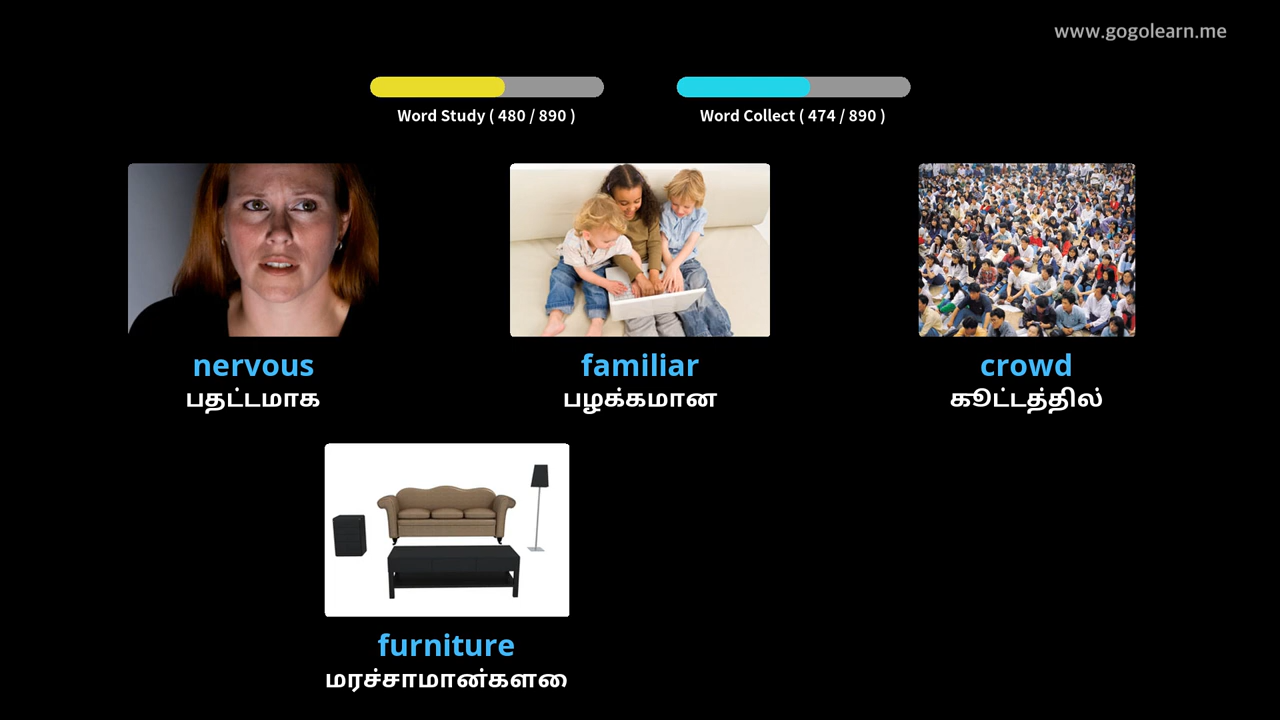 www.gogolearn.me
Word Study ( 480 / 890 )
Word Collect ( 474 / 890 )
nervous
பதட்டமாக
familiar
பழக்கமான
crowd
கூட்டத்தில்
furniture
மரச்சாமான்களை